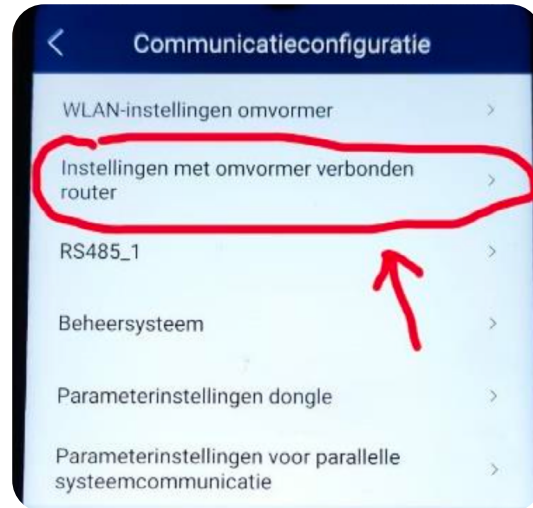 Communicatieconfiguratie
WLAN-instellingen omvormer
Instellingen met omvormer verbonden
router
RS485_1
Beheersysteem
Parameterinstellingen dongle
Parameterinstellingen voor parallelle
systeemcommunicatie